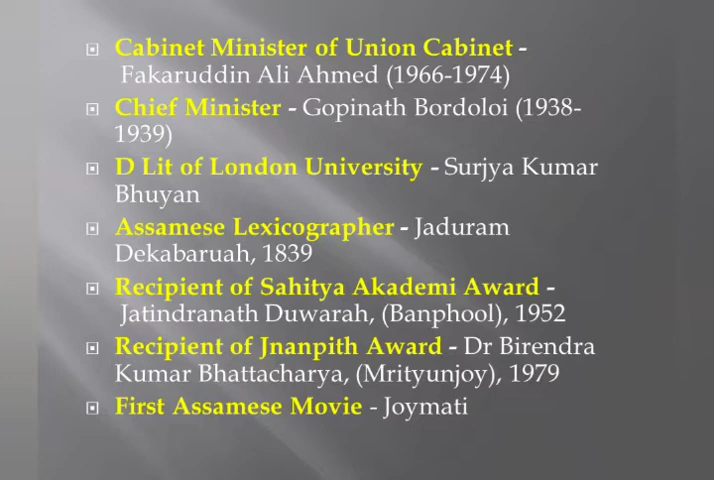 Cabinet Minister of Union Cabinet -
Fakaruddin Ali Ahmed (1966-1974)
Chief Minister - Gopinath Bordoloi (1938-
1939)
D Lit of London University - Surjya Kumar
Bhuyan
Assamese Lexicographer - Jaduram
Dekabaruah, 1839
Recipient of Sahitya Akademi Award -
Jatindranath Duwarah, (Banphool), 1952
Recipient of Jnanpith Award - Dr Birendra
Kumar Bhattacharya, (Mrityunjoy), 1979
First Assamese Movie - Joymati